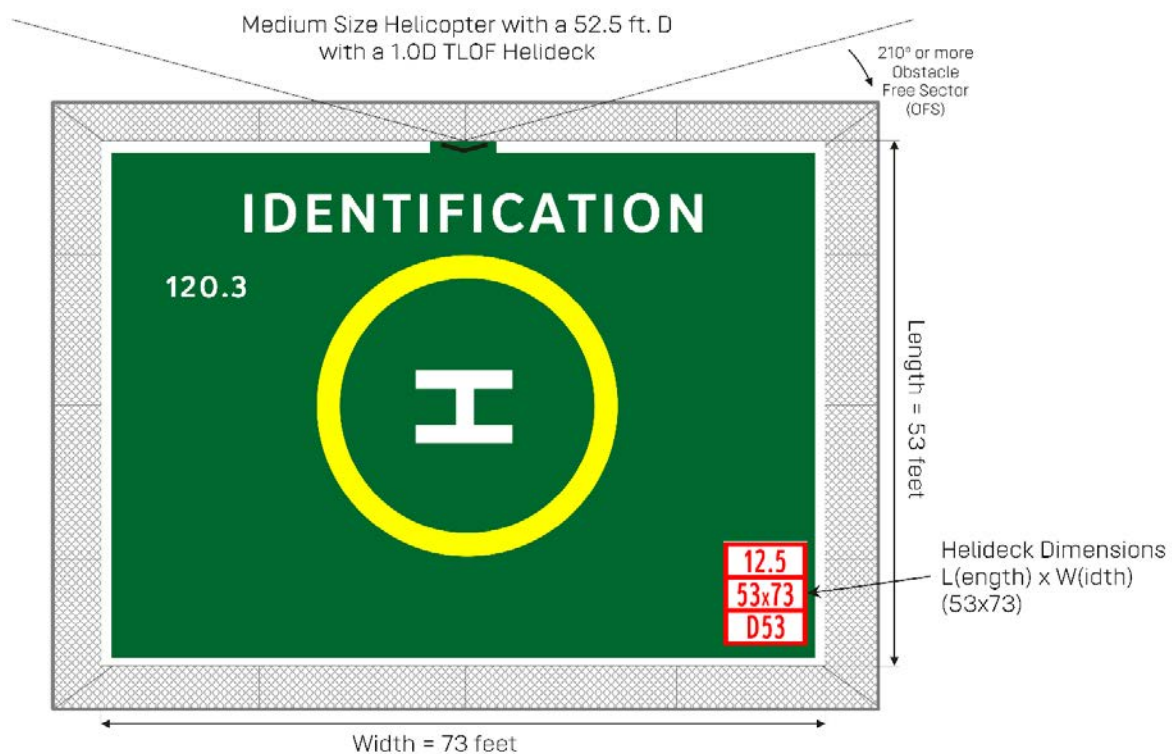 Medium Size Helicopter with a 52.5 ft. D
with a 1.0D TLOF Helideck
210° or more
Obstacle
Free Sector
(OFS)
IDENTIFICATION
120.3
H
Length = 53 feet
12.5
53x73
D53
Helideck Dimensions
L(ength) x W(idth)
(53x73)
Width = 73 feet